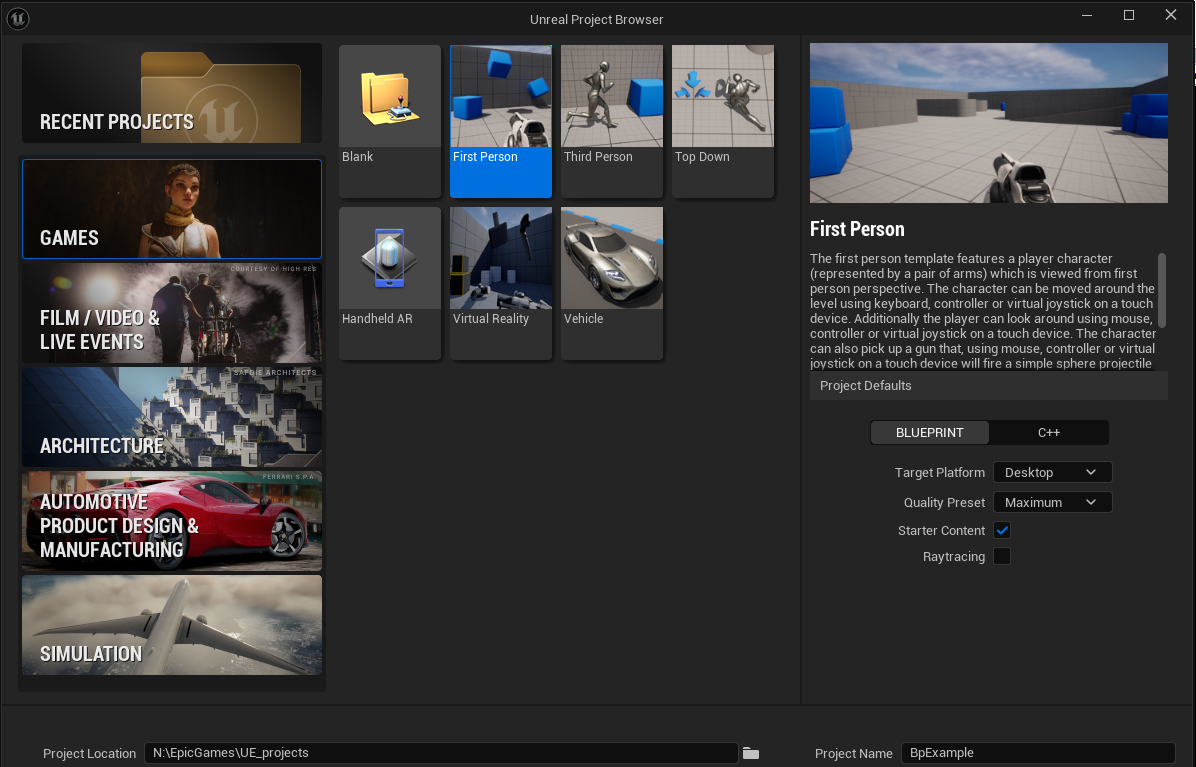 Unreal Project Browser
RECENT PROJECTS
GAMES
COURTESY OF HIGH RES
FILM / VIDEO &
LIVE EVENTS
SAFDIE ARCHITECTS
ARCHITECTURE
FERRARI S.P.A
AUTOMOTIVE
PRODUCT DESIGN &
MANUFACTURING
SIMULATION
Blank
First Person
Third Person
Top Down
Handheld AR
Virtual Reality
Vehicle
First Person
The first person template features a player character
(represented by a pair of arms) which is viewed from first
person perspective. The character can be moved around the
level using keyboard, controller or virtual joystick on a touch
device. Additionally the player can look around using mouse,
controller or virtual joystick on a touch device. The character
can also pick up a gun that, using mouse, controller or virtual
joystick on a touch device will fire a simple sphere projectile
Project Defaults
BLUEPRINT
C++
Target Platform Desktop
Quality Preset Maximum
Starter Content
Raytracing
Project Location N:\EpicGames\UE_projects
Project Name BpExample